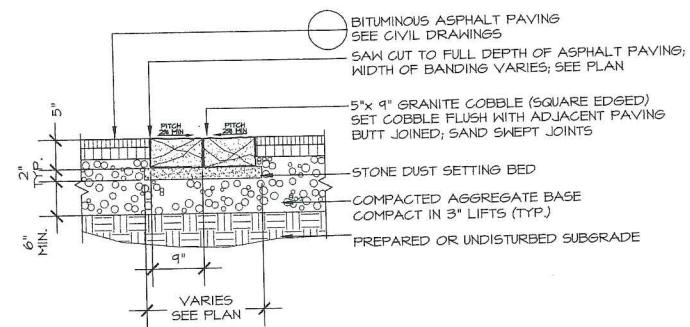 BITUMINOUS ASPHALT PAVING
SEE CIVIL DRAWINGS
SAW CUT TO FULL DEPTH OF ASPHALT PAVING;
WIDTH OF BANDING VARIES; SEE PLAN
5"x 9" GRANITE COBBLE (SQUARE EDGED)
SET COBBLE FLUSH WITH ADJACENT PAVING
BUTT JOINED; SAND SWEPT JOINTS
STONE DUST SETTING BED
COMPACTED AGGREGATE BASE
COMPACT IN 3" LIFTS (TYP.)
PREPARED OR UNDISTURBED SUBGRADE
5"
2"
TYP.
6"
MIN.
PITCH
2% MIN
PITCH
2% MIN
9"
VARIES
SEE PLAN